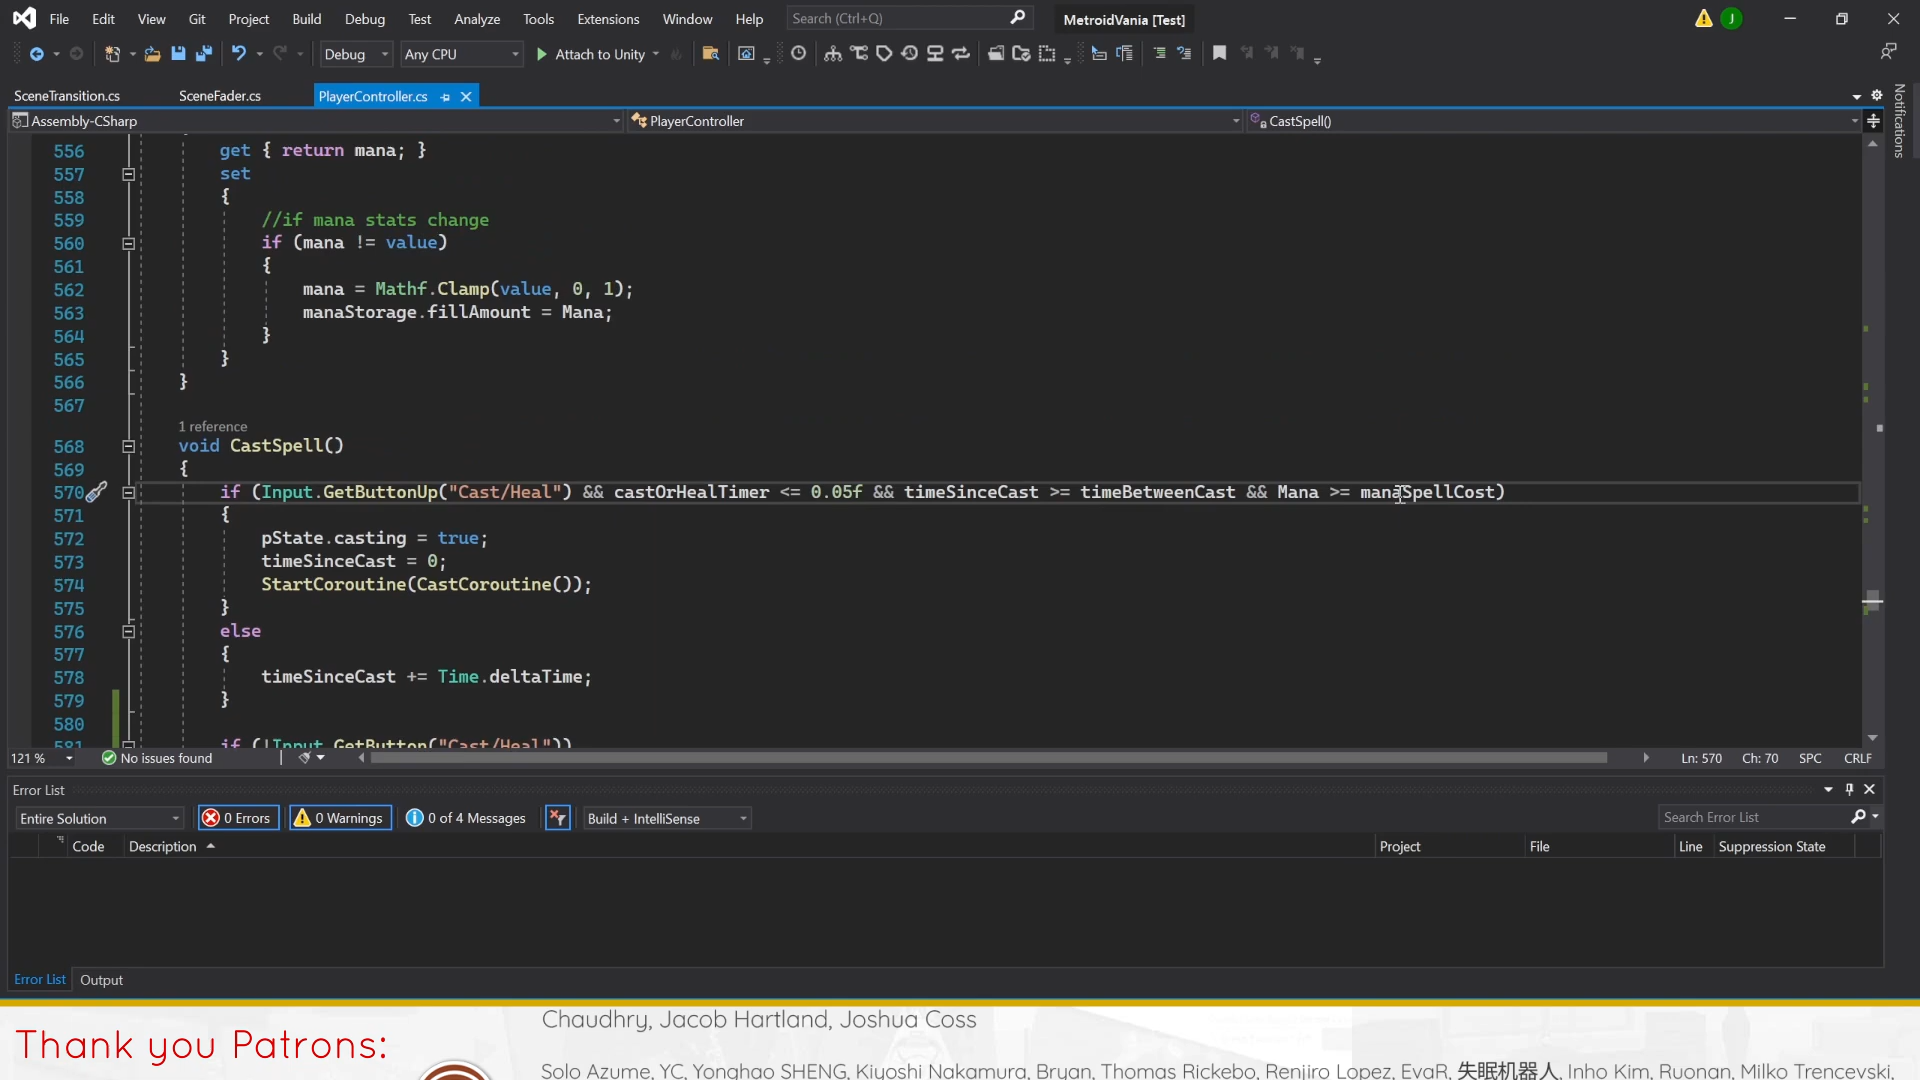 File Edit View Git Project Build Debug Test Analyze Tools Extensions Window Help Search (Ctrl+Q) MetroidVania [Test] J
Debug Any CPU Attach to Unity
SceneTransition.cs SceneFader.cs PlayerController.cs
Assembly-CSharp PlayerController CastSpell()
Notifications
556 get { return mana; }
557 set
558 {
559 //if mana stats change
560 if (mana != value)
561 {
562 mana = Mathf.Clamp(value, 0, 1);
563 manaStorage.fillAmount = Mana;
564 }
565 }
566 }
567
1 reference
568 void CastSpell()
569 {
570 if (Input.GetButtonUp("Cast/Heal") && castOrHealTimer <= 0.05f && timeSinceCast >= timeBetweenCast && Mana >= manaSpellCost)
571 {
572 pState.casting = true;
573 timeSinceCast = 0;
574 StartCoroutine(CastCoroutine());
575 }
576 else
577 {
578 timeSinceCast += Time.deltaTime;
579 }
580
581 if (!Input.GetButton("Cast/Heal"))
121 % No issues found Ln: 570 Ch: 70 SPC CRLF
Error List
Entire Solution 0 Errors 0 Warnings 0 of 4 Messages Build + IntelliSense Search Error List
Code Description Project File Line Suppression State
Error List Output
Thank you Patrons:
Chaudhry, Jacob Hartland, Joshua Coss
Solo Azume, YC, Yonghao SHENG, Kiyoshi Nakamura, Bryan, Thomas Rickebo, Renjiro Lopez, EvaR, 失眠机器人, Inho Kim, Ruonan, Milko Trencevski,